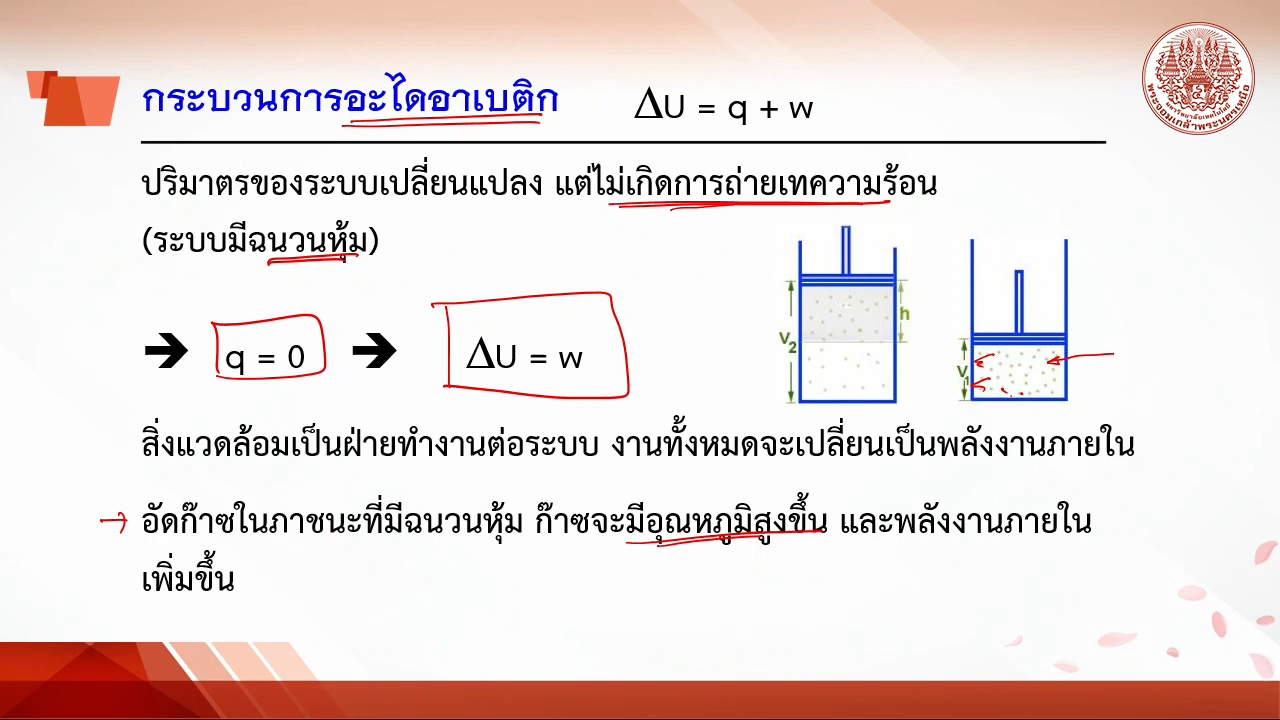 กระบวนการอะไดอาเบติก
ΔU = q + w
ปริมาตรของระบบเปลี่ยนแปลง แต่ไม่เกิดการถ่ายเทความร้อน
(ระบบมีฉนวนหุ้ม)
➔ q = 0 ➔ ΔU = w
V2
h
V1
สิ่งแวดล้อมเป็นฝ่ายทำงานต่อระบบ งานทั้งหมดจะเปลี่ยนเป็นพลังงานภายใน
อัดก๊าซในภาชนะที่มีฉนวนหุ้ม ก๊าซจะมีอุณหภูมิสูงขึ้น และพลังงานภายใน
เพิ่มขึ้น